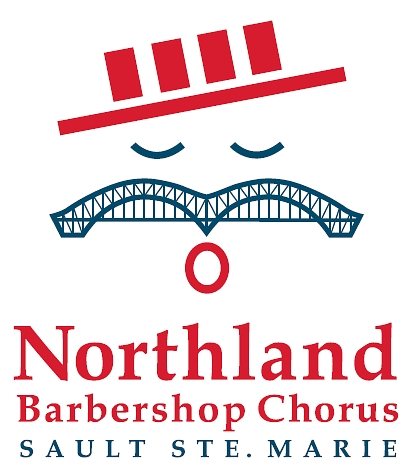 Northland
Barbershop Chorus
SAULT STE. MARIE